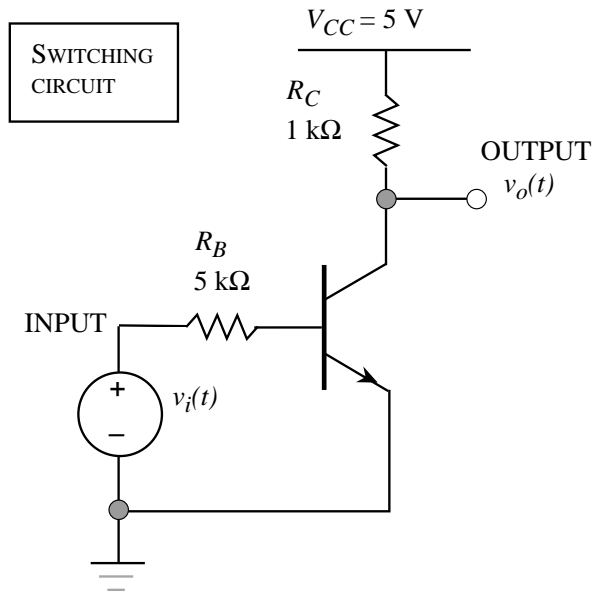 SWITCHING
CIRCUIT
V_CC = 5 V
R_C
1 kΩ
OUTPUT
v_o(t)
R_B
5 kΩ
INPUT
+
v_i(t)
−